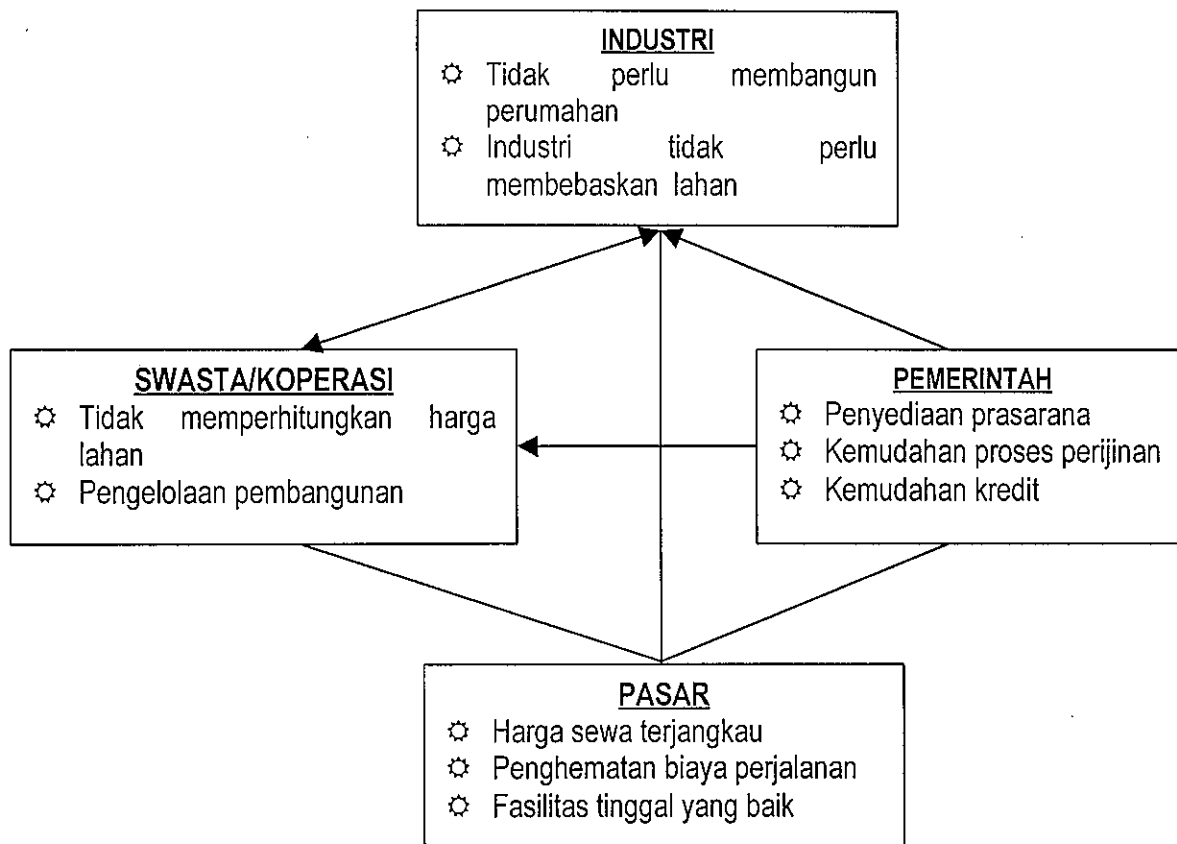 INDUSTRI
Tidak perlu membangun
perumahan
Industri tidak perlu
membebaskan lahan
SWASTA/KOPERASI
Tidak memperhitungkan harga
lahan
Pengelolaan pembangunan
PEMERINTAH
Penyediaan prasarana
Kemudahan proses perijinan
Kemudahan kredit
PASAR
Harga sewa terjangkau
Penghematan biaya perjalanan
Fasilitas tinggal yang baik